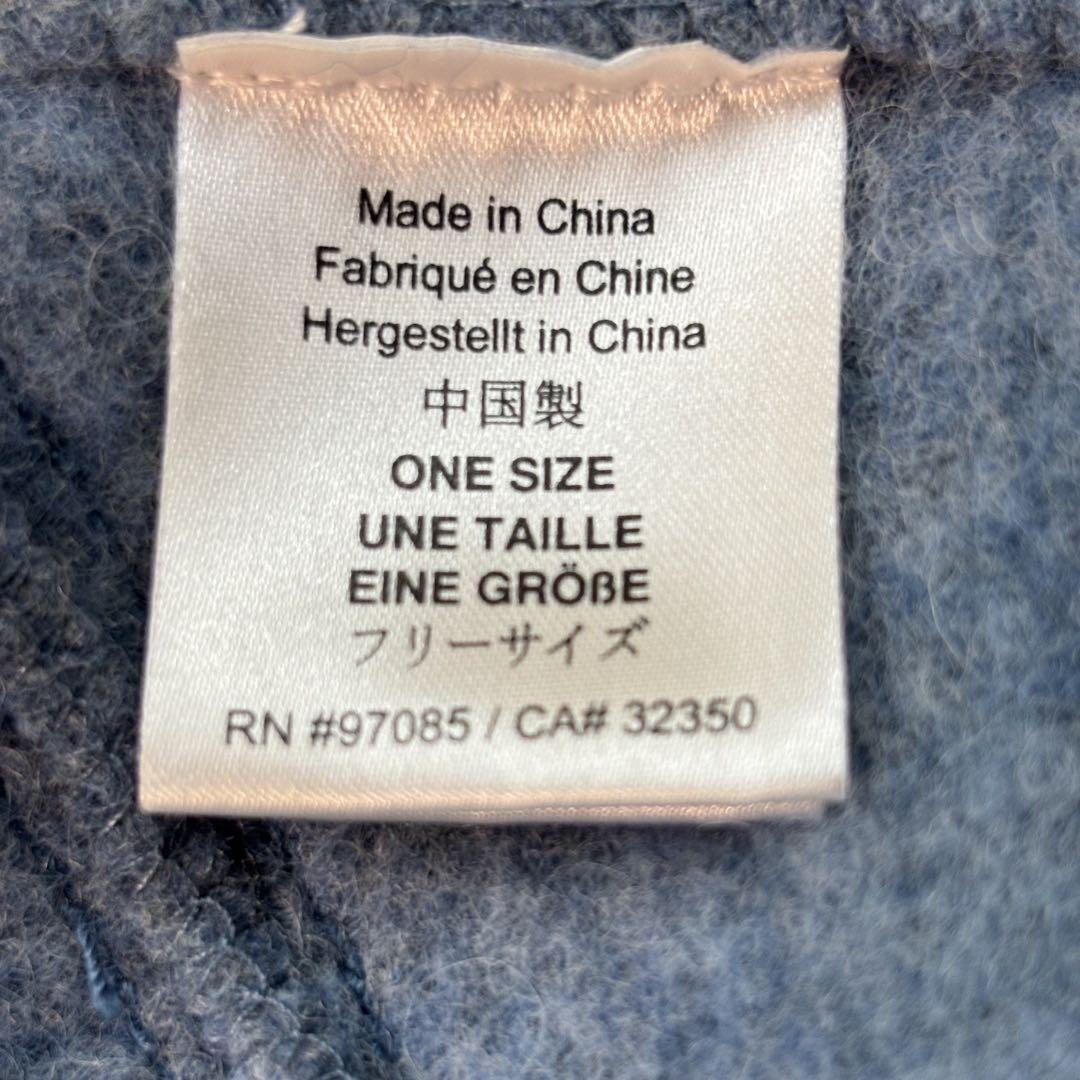 Made in China
Fabriqué en Chine
Hergestellt in China
中国製
ONE SIZE
UNE TAILLE
EINE GRÖßE
フリーサイズ
RN #97085 / CA# 32350